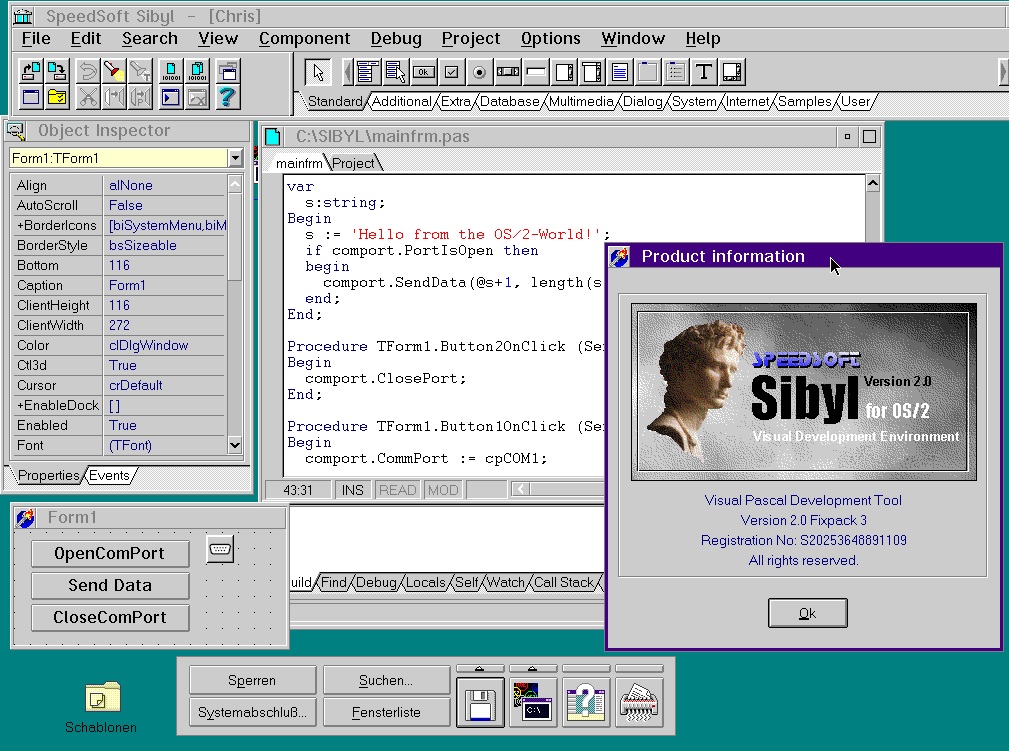 SpeedSoft Sibyl - [Chris]
File Edit Search View Component Debug Project Options Window Help
Ok
T
Standard Additional Extra Database Multimedia Dialog System Internet Samples User
Object Inspector
Form1:TForm1
Align alNone
AutoScroll False
+BorderIcons [biSystemMenu,biM
BorderStyle bsSizeable
Bottom 116
Caption Form1
ClientHeight 116
ClientWidth 272
Color clDlgWindow
Ctl3d True
Cursor crDefault
+EnableDock []
Enabled True
Font (TFont)
Properties Events
C:\SIBYL\mainfrm.pas
mainfrm Project
var
s:string;
Begin
s := 'Hello from the OS/2-World!';
if comport.PortIsOpen then
begin
comport.SendData(@s+1, length(s
end;
End;
Procedure TForm1.Button2OnClick (Se
Begin
comport.ClosePort;
End;
Procedure TForm1.Button1OnClick (Se
Begin
comport.CommPort := cpCOM1;
43:31 INS READ MOD
uild Find Debug Locals Self Watch Call Stack
Product information
SPEEDSOFT
Sibyl Version 2.0
for OS/2
Visual Development Environment
Visual Pascal Development Tool
Version 2.0 Fixpack 3
Registration No: S20253648891109
All rights reserved.
Ok
Form1
OpenComPort
Send Data
CloseComPort
Schablonen
Sperren Suchen...
Systemabschluß... Fensterliste
C:\